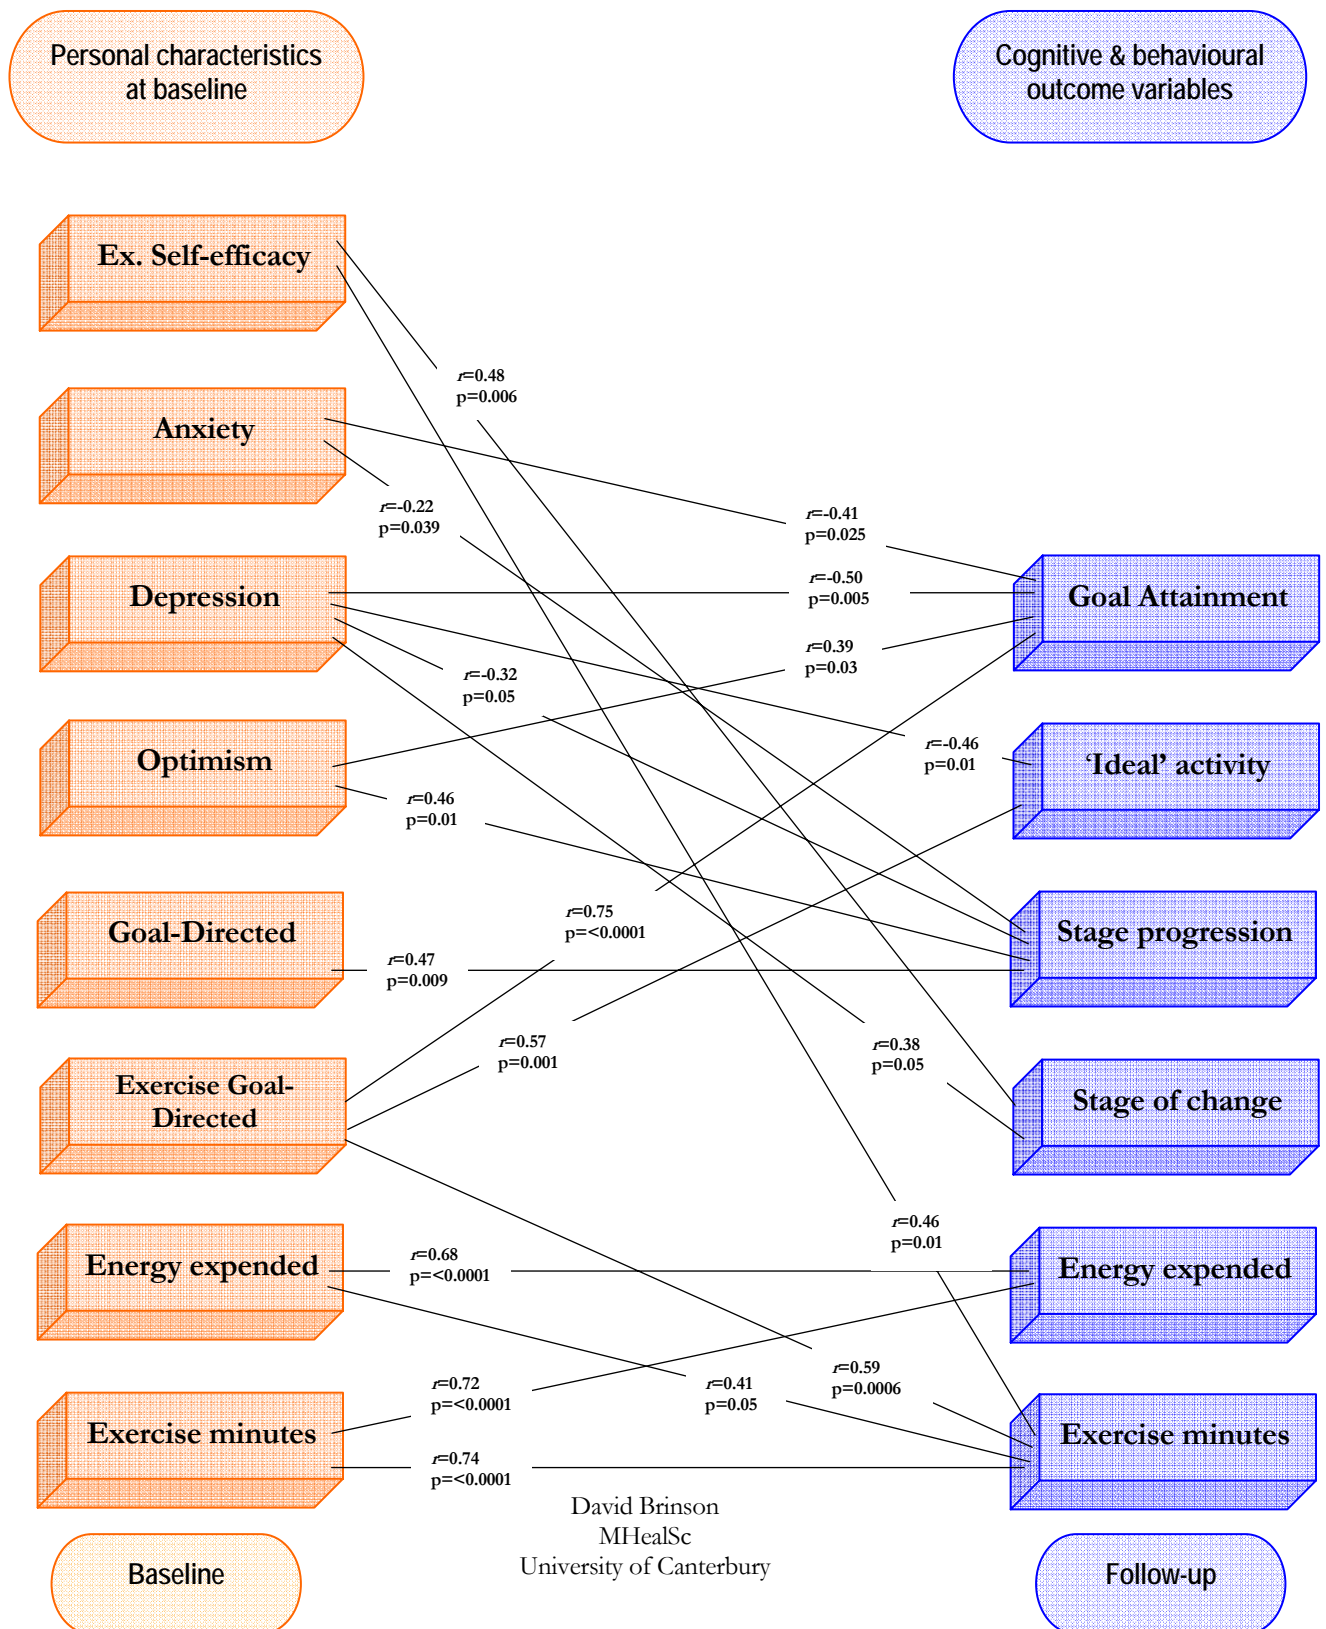 Personal characteristics
at baseline
Cognitive & behavioural
outcome variables
Ex. Self-efficacy
r=0.48
p=0.006
Anxiety
r=-0.22
p=0.039
r=-0.41
p=0.025
Depression
r=-0.50
p=0.005
Goal Attainment
r=0.39
p=0.03
r=-0.32
p=0.05
Optimism
r=-0.46
p=0.01
‘Ideal’ activity
r=0.46
p=0.01
Goal-Directed
r=0.75
p=<0.0001
Stage progression
r=0.47
p=0.009
r=0.57
p=0.001
r=0.38
p=0.05
Exercise Goal-
Directed
Stage of change
r=0.46
p=0.01
Energy expended
r=0.68
p=<0.0001
Energy expended
r=0.72
p=<0.0001
r=0.41
p=0.05
r=0.59
p=0.0006
Exercise minutes
Exercise minutes
r=0.74
p=<0.0001
David Brinson
MHealSc
University of Canterbury
Baseline
Follow-up